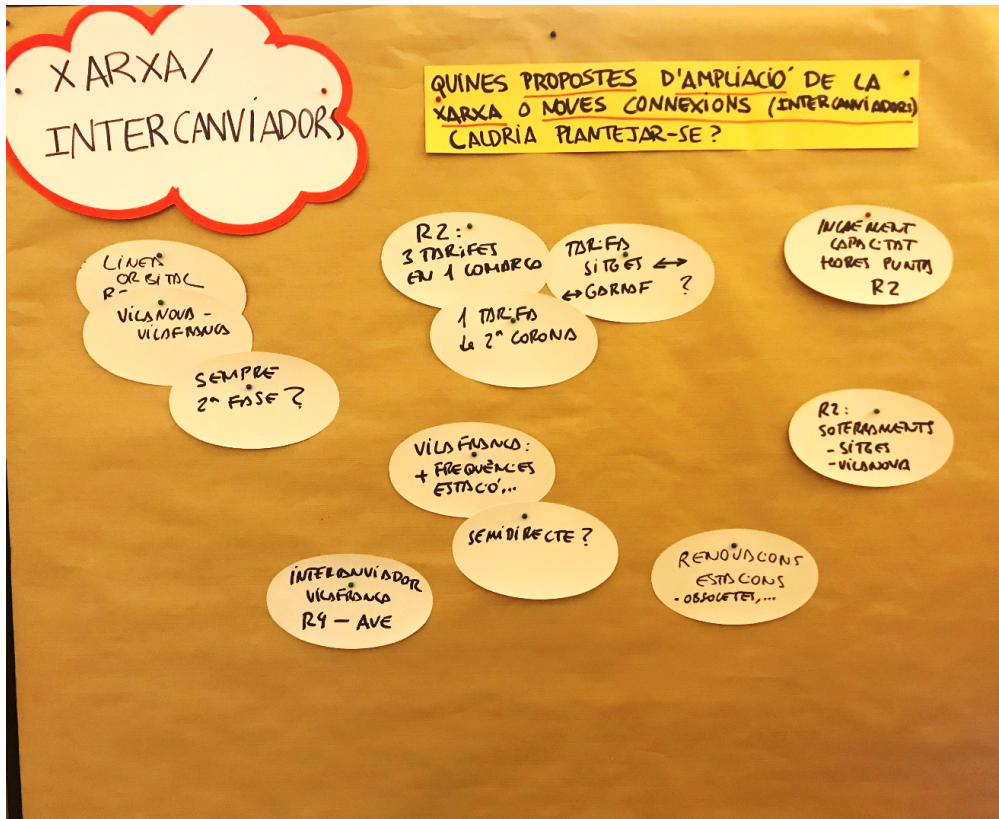 XARXA/
INTERCANVIADORS
QUINES PROPOSTES D'AMPLIACIÓ DE LA
XARXA O NOVES CONNEXIONS (INTERCANVIADORS)
CALDRIA PLANTEJAR-SE?
LÍNEA
ORBITAL
VILANOVA -
VILAFRANCA
SEMPRE
2ª FASE?
R2:
3 TARIFES
EN 1 COMARCA
TARIFA
SITGES ↔
↔ GARRAF ?
1 TARIFA
de 2ª CORONA
INCREMENT
CAPACITAT
HORES PUNTA
R2
R2:
SOTERRAMENTS
- SITGES
- VILANOVA
VILAFRANCA:
+ FREQÜÈNCIES
ESTACIÓ,...
SEMIDIRECTE?
INTERCANVIADOR
VILAFRANCA
R4 - AVE
RENOVACIONS
ESTACIONS
- OBSOLETES,...